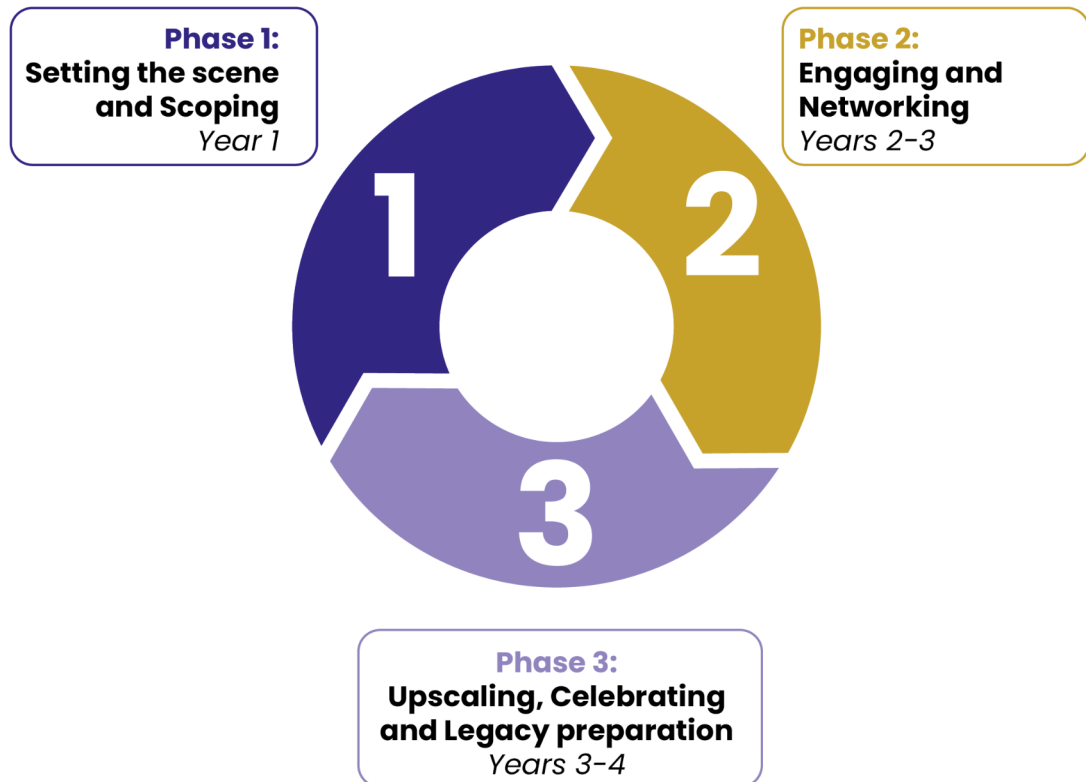 Phase 1:
Setting the scene
and Scoping
Year 1
Phase 2:
Engaging and
Networking
Years 2-3
1
2
3
Phase 3:
Upscaling, Celebrating
and Legacy preparation
Years 3-4